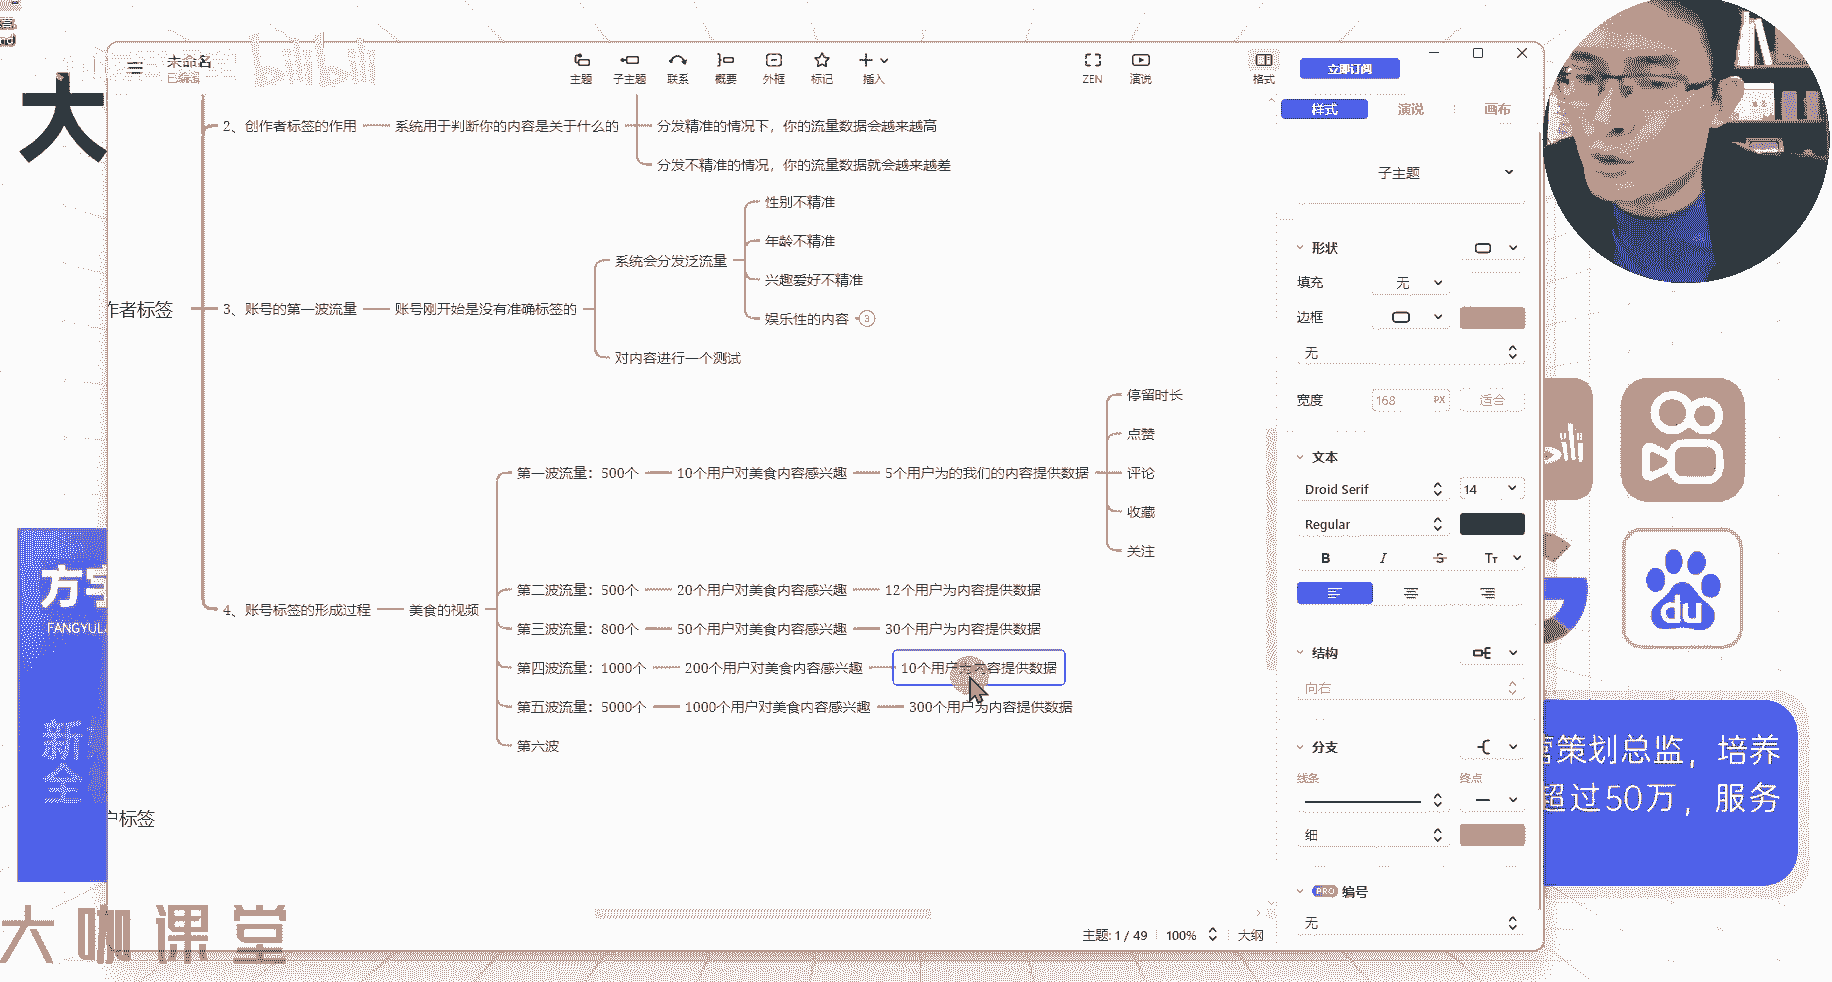 未命名
已编辑
bilibili
主题
子主题
联系
概要
外框
标记
插入
ZEN
演说
格式
立即订阅
样式
演说
画布
大
2、创作者标签的作用
系统用于判断你的内容是关于什么的
分发精准的情况下，你的流量数据会越来越高
分发不精准的情况，你的流量数据就会越来越差
作者标签
3、账号的第一波流量
账号刚开始是没有准确标签的
系统会分发泛流量
性别不精准
年龄不精准
兴趣爱好不精准
娱乐性的内容
3
对内容进行一个测试
4、账号标签的形成过程
美食的视频
第一波流量：500个
10个用户对美食内容感兴趣
5个用户为的我们的内容提供数据
停留时长
点赞
评论
收藏
关注
第二波流量：500个
20个用户对美食内容感兴趣
12个用户为内容提供数据
第三波流量：800个
50个用户对美食内容感兴趣
30个用户为内容提供数据
第四波流量：1000个
200个用户对美食内容感兴趣
10个用户为内容提供数据
第五波流量：5000个
1000个用户对美食内容感兴趣
300个用户为内容提供数据
第六波
户标签
子主题
形状
填充
无
边框
无
宽度
168
PX
适合
文本
Droid Serif
14
Regular
B
I
S
Tт
结构
向右
分支
线条
终点
细
PRO
编号
无
主题: 1 / 49
100%
大纲
方宇
FANGYUL
新
全
du
营策划总监，培养
超过50万，服务
大咖课堂